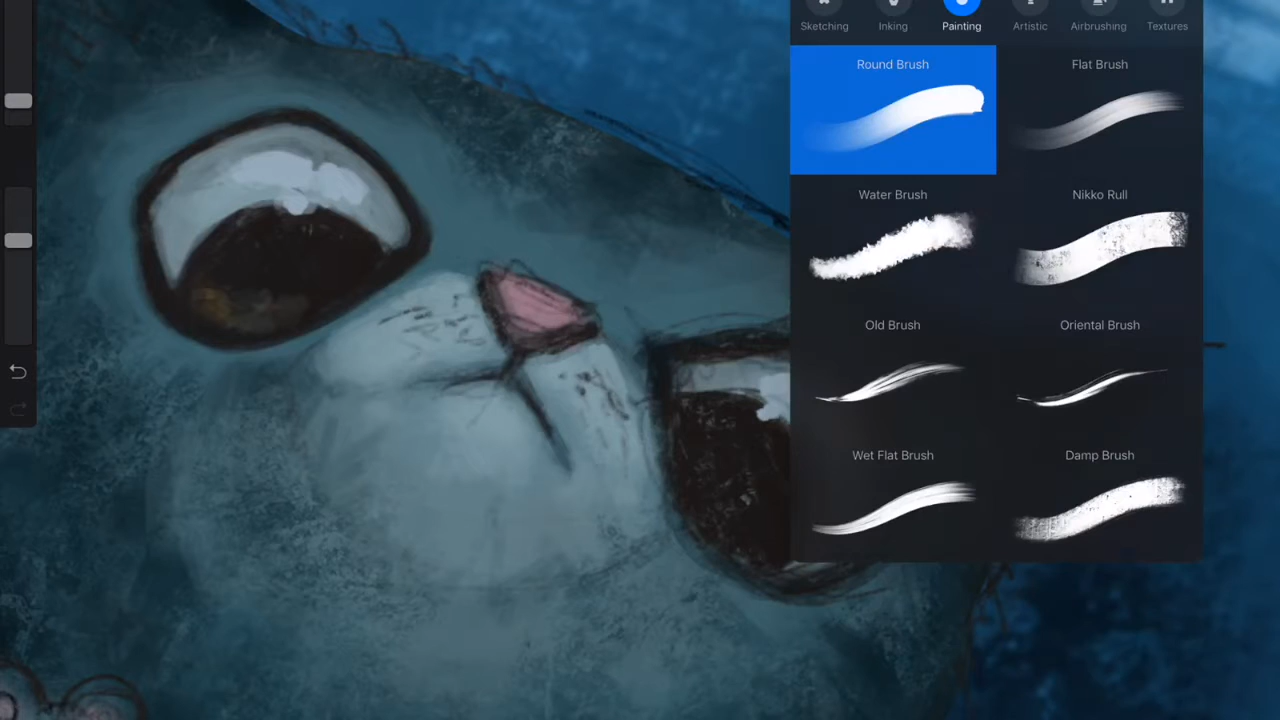 Sketching Inking Painting Artistic Airbrushing Textures
Round Brush Flat Brush
Water Brush Nikko Rull
Old Brush Oriental Brush
Wet Flat Brush Damp Brush